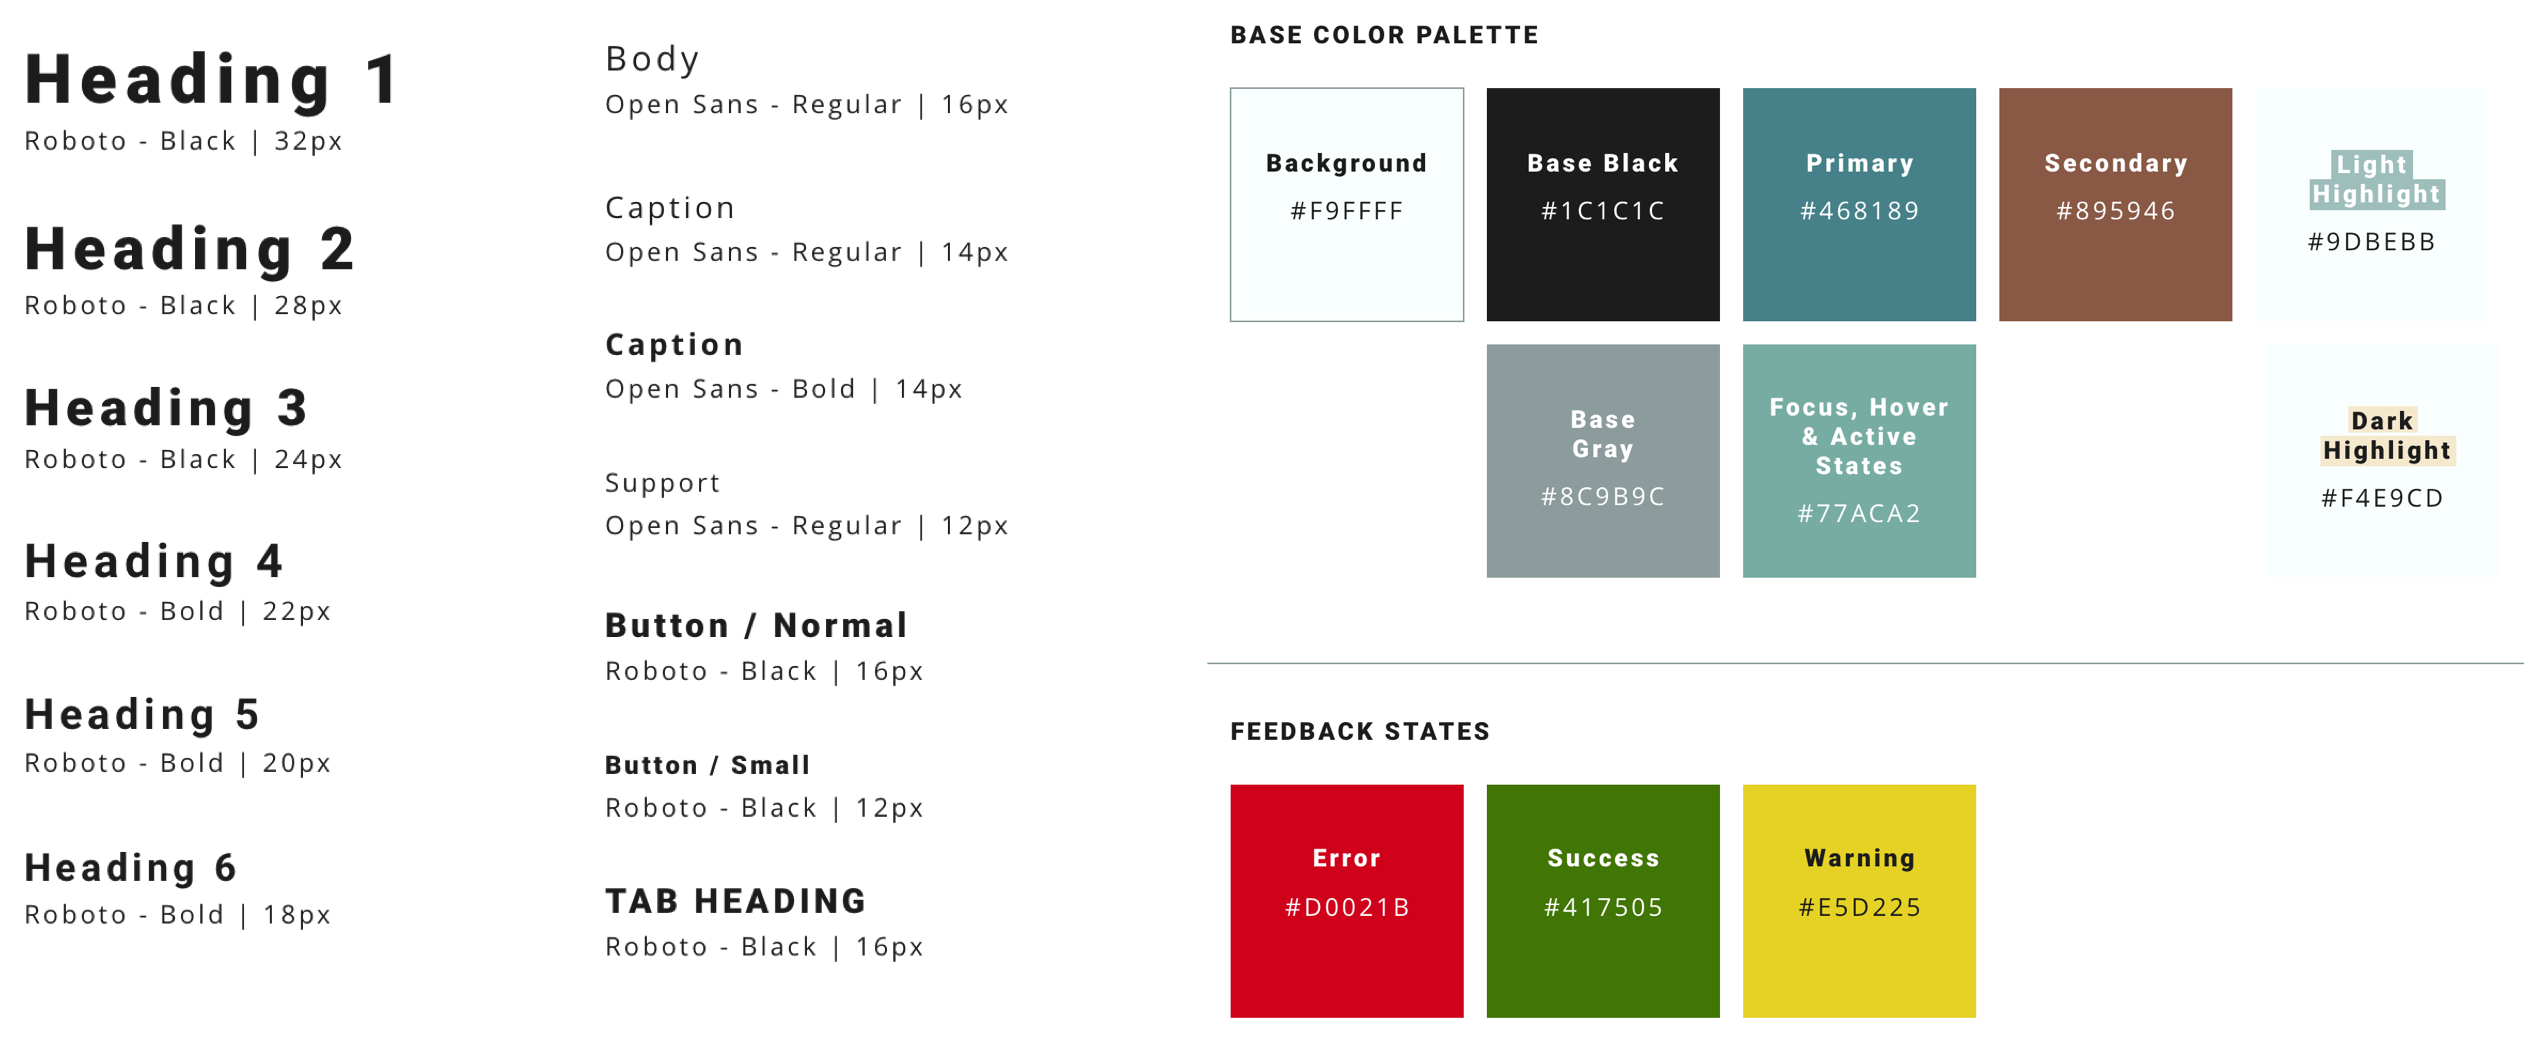 Heading 1
Roboto - Black | 32px
Heading 2
Roboto - Black | 28px
Heading 3
Roboto - Black | 24px
Heading 4
Roboto - Bold | 22px
Heading 5
Roboto - Bold | 20px
Heading 6
Roboto - Bold | 18px
Body
Open Sans - Regular | 16px
Caption
Open Sans - Regular | 14px
Caption
Open Sans - Bold | 14px
Support
Open Sans - Regular | 12px
Button / Normal
Roboto - Black | 16px
Button / Small
Roboto - Black | 12px
TAB HEADING
Roboto - Black | 16px
BASE COLOR PALETTE
Background
#F9FFFF
Base Black
#1C1C1C
Primary
#468189
Secondary
#895946
Light
Highlight
#9DBEBB
Base
Gray
#8C9B9C
Focus, Hover
& Active
States
#77ACA2
Dark
Highlight
#F4E9CD
FEEDBACK STATES
Error
#D0021B
Success
#417505
Warning
#E5D225